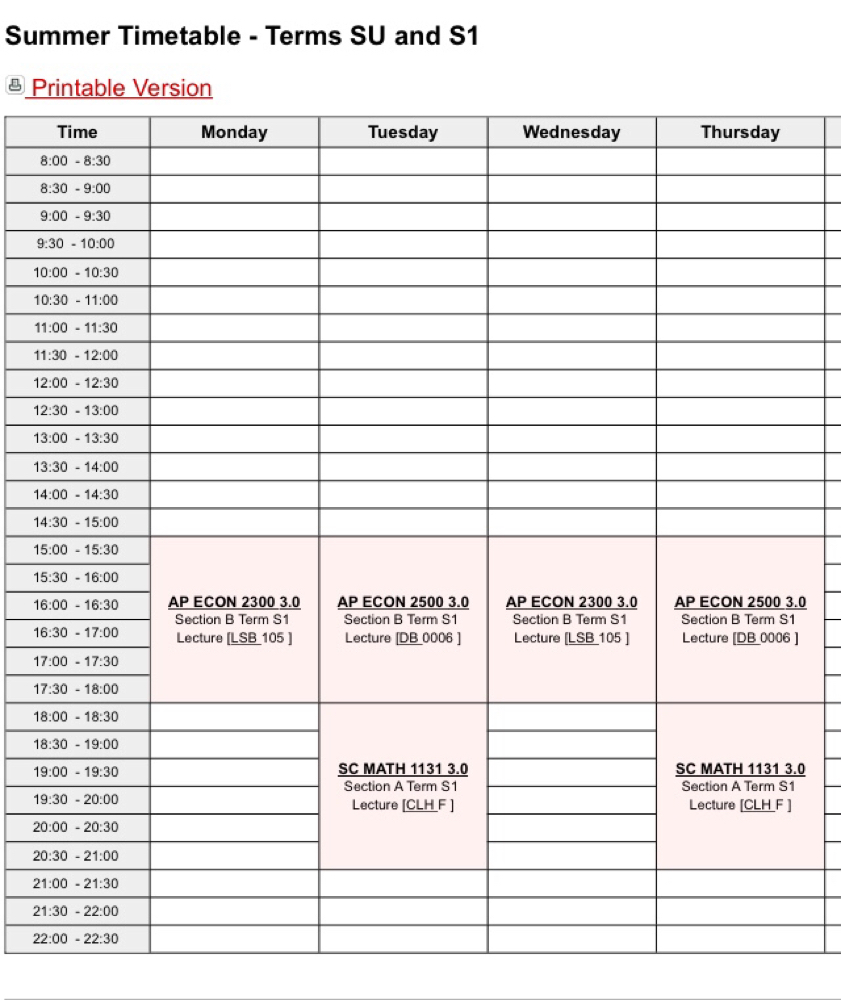 Summer Timetable - Terms SU and S1
Printable Version
Time Monday Tuesday Wednesday Thursday
8:00 - 8:30
8:30 - 9:00
9:00 - 9:30
9:30 - 10:00
10:00 - 10:30
10:30 - 11:00
11:00 - 11:30
11:30 - 12:00
12:00 - 12:30
12:30 - 13:00
13:00 - 13:30
13:30 - 14:00
14:00 - 14:30
14:30 - 15:00
15:00 - 15:30
15:30 - 16:00
16:00 - 16:30 AP ECON 2300 3.0 AP ECON 2500 3.0 AP ECON 2300 3.0 AP ECON 2500 3.0
Section B Term S1 Section B Term S1 Section B Term S1 Section B Term S1
16:30 - 17:00 Lecture [LSB 105 ] Lecture [DB 0006 ] Lecture [LSB 105 ] Lecture [DB 0006 ]
17:00 - 17:30
17:30 - 18:00
18:00 - 18:30
18:30 - 19:00
19:00 - 19:30 SC MATH 1131 3.0 SC MATH 1131 3.0
Section A Term S1 Section A Term S1
19:30 - 20:00 Lecture [CLH F ] Lecture [CLH F ]
20:00 - 20:30
20:30 - 21:00
21:00 - 21:30
21:30 - 22:00
22:00 - 22:30